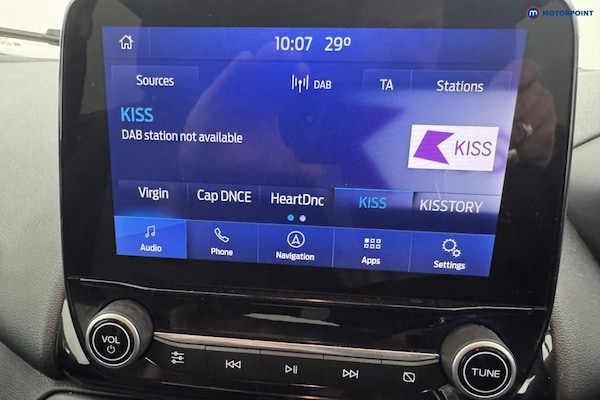 MOTORPOINT
10:07 29º
Sources DAB TA Stations
KISS
DAB station not available
KISS
Virgin Cap DNCE HeartDnc KISS KISSTORY
Audio Phone Navigation Apps Settings
VOL
TUNE